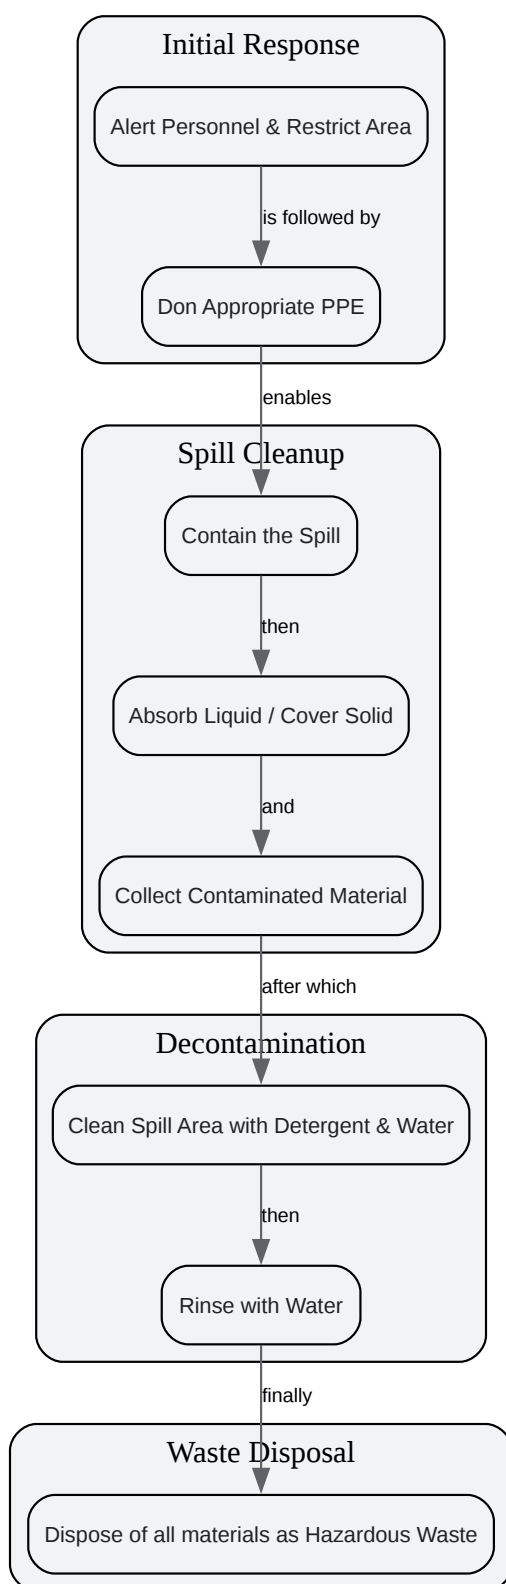 Initial Response
Alert Personnel & Restrict Area
is followed by
Don Appropriate PPE
enables
Spill Cleanup
Contain the Spill
then
Absorb Liquid / Cover Solid
and
Collect Contaminated Material
after which
Decontamination
Clean Spill Area with Detergent & Water
then
Rinse with Water
finally
Waste Disposal
Dispose of all materials as Hazardous Waste